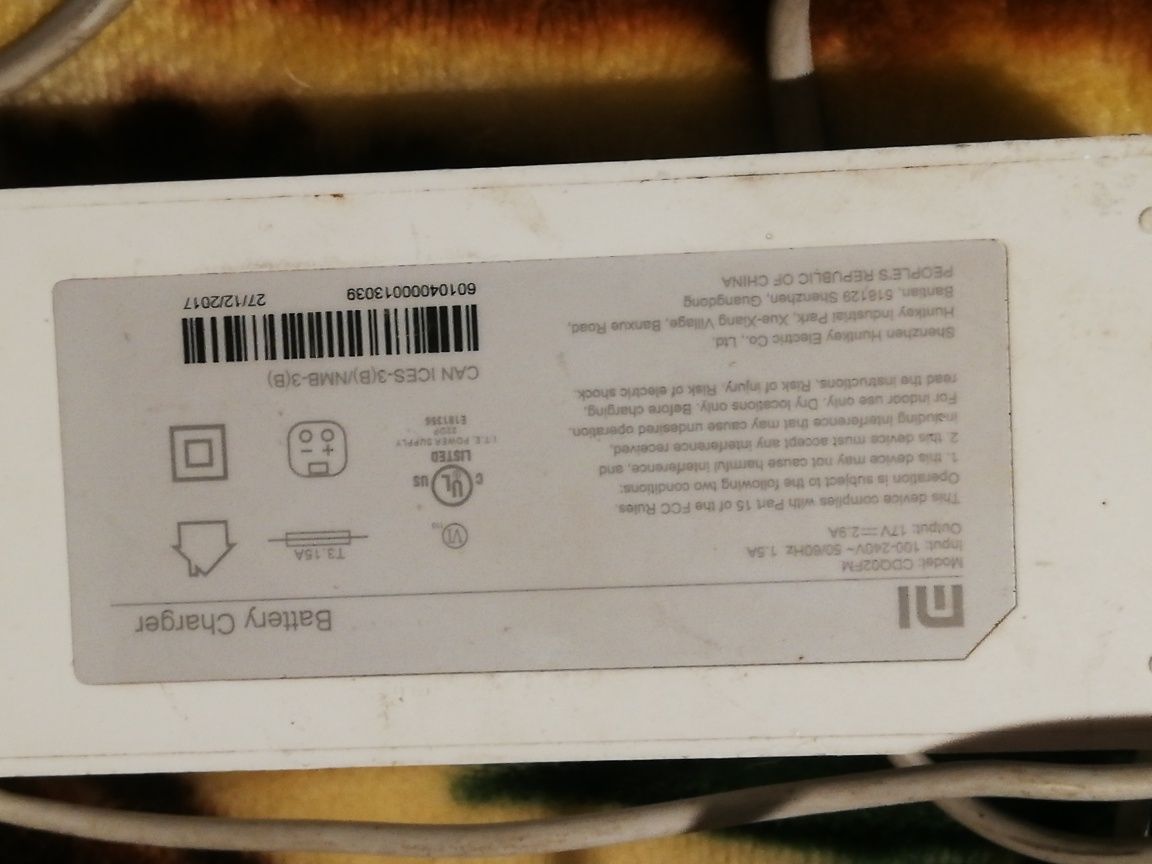 MI
Battery Charger
Model: CDQ02FM
Input: 100-240V~ 50/60Hz 1.5A
Output: 17V⎓2.9A
This device complies with Part 15 of the FCC Rules.
Operation is subject to the following two conditions:
1. this device may not cause harmful interference, and
2. this device must accept any interference received,
including interference that may cause undesired operation.
For indoor use only. Dry locations only. Before charging,
read the instructions. Risk of injury. Risk of electric shock.
Shenzhen Huntkey Electric Co., Ltd.
Huntkey Industrial Park, Xue-Xiang Village, Banxue Road,
Bantian, 518129 Shenzhen, Guangdong
PEOPLE'S REPUBLIC OF CHINA
VI
T3.15A
C UL US
LISTED
I.T.E. POWER SUPPLY
E181356
- +
CAN ICES-3(B)/NMB-3(B)
60104000013039
27/12/2017